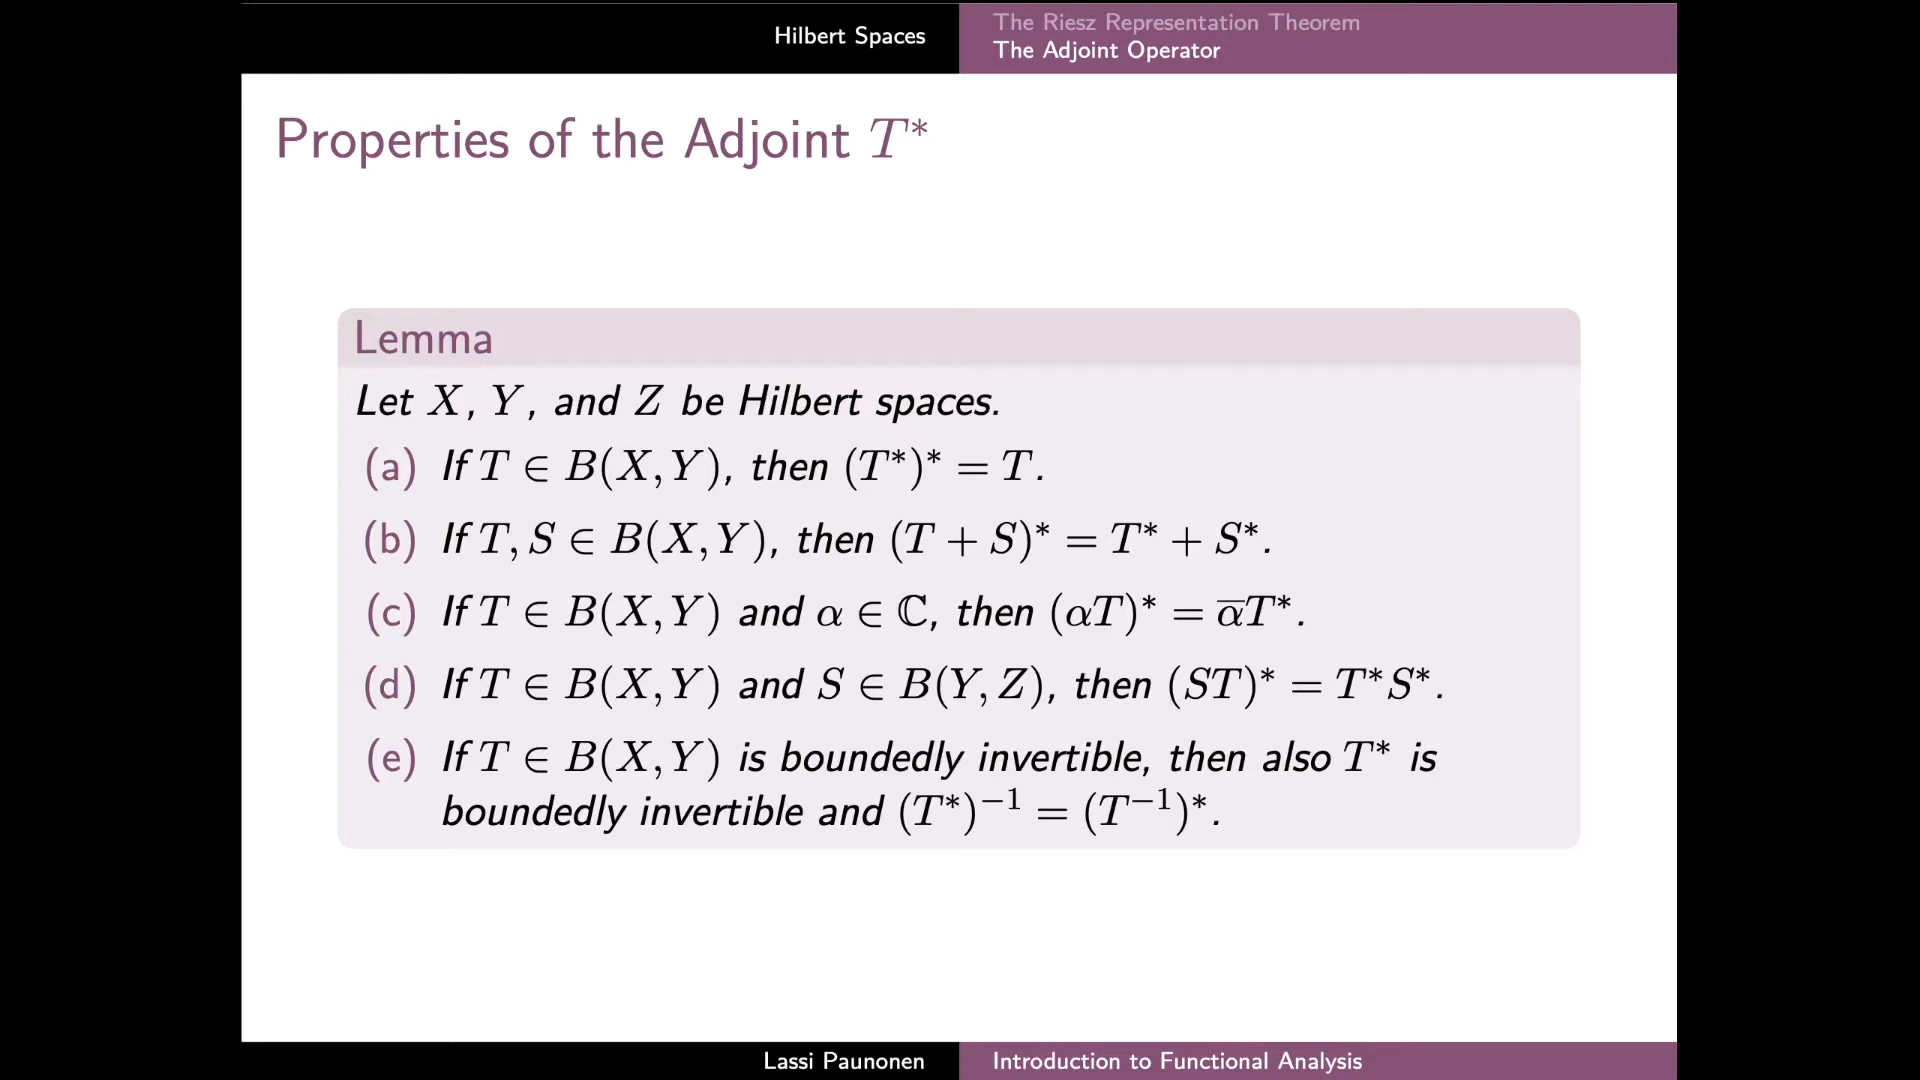 Hilbert Spaces
The Riesz Representation Theorem
The Adjoint Operator
Properties of the Adjoint T*
Lemma
Let X, Y, and Z be Hilbert spaces.
(a) If T ∈ B(X, Y), then (T*)* = T.
(b) If T, S ∈ B(X, Y), then (T + S)* = T* + S*.
(c) If T ∈ B(X, Y) and α ∈ ℂ, then (αT)* = α̅T*.
(d) If T ∈ B(X, Y) and S ∈ B(Y, Z), then (ST)* = T*S*.
(e) If T ∈ B(X, Y) is boundedly invertible, then also T* is
boundedly invertible and (T*)⁻¹ = (T⁻¹)*.
Lassi Paunonen
Introduction to Functional Analysis